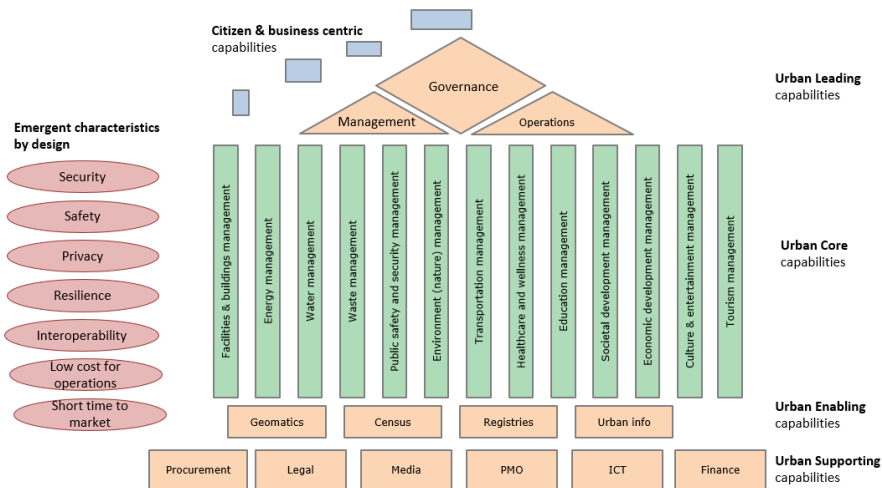 Citizen & business centric
capabilities
Governance
Management
Operations
Urban Leading
capabilities
Emergent characteristics
by design
Security
Safety
Privacy
Resilience
Interoperability
Low cost for
operations
Short time to
market
Facilities & buildings management
Energy management
Water management
Waste management
Public safety and security management
Environment (nature) management
Transportation management
Healthcare and wellness management
Education management
Societal development management
Economic development management
Culture & entertainment management
Tourism management
Urban Core
capabilities
Geomatics
Census
Registries
Urban info
Urban Enabling
capabilities
Procurement
Legal
Media
PMO
ICT
Finance
Urban Supporting
capabilities